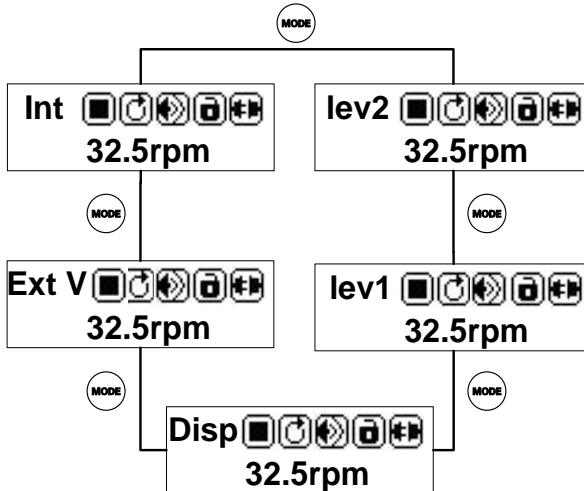 MODE
Int
32.5rpm
lev2
32.5rpm
MODE
MODE
Ext V
32.5rpm
lev1
32.5rpm
MODE
MODE
Disp
32.5rpm